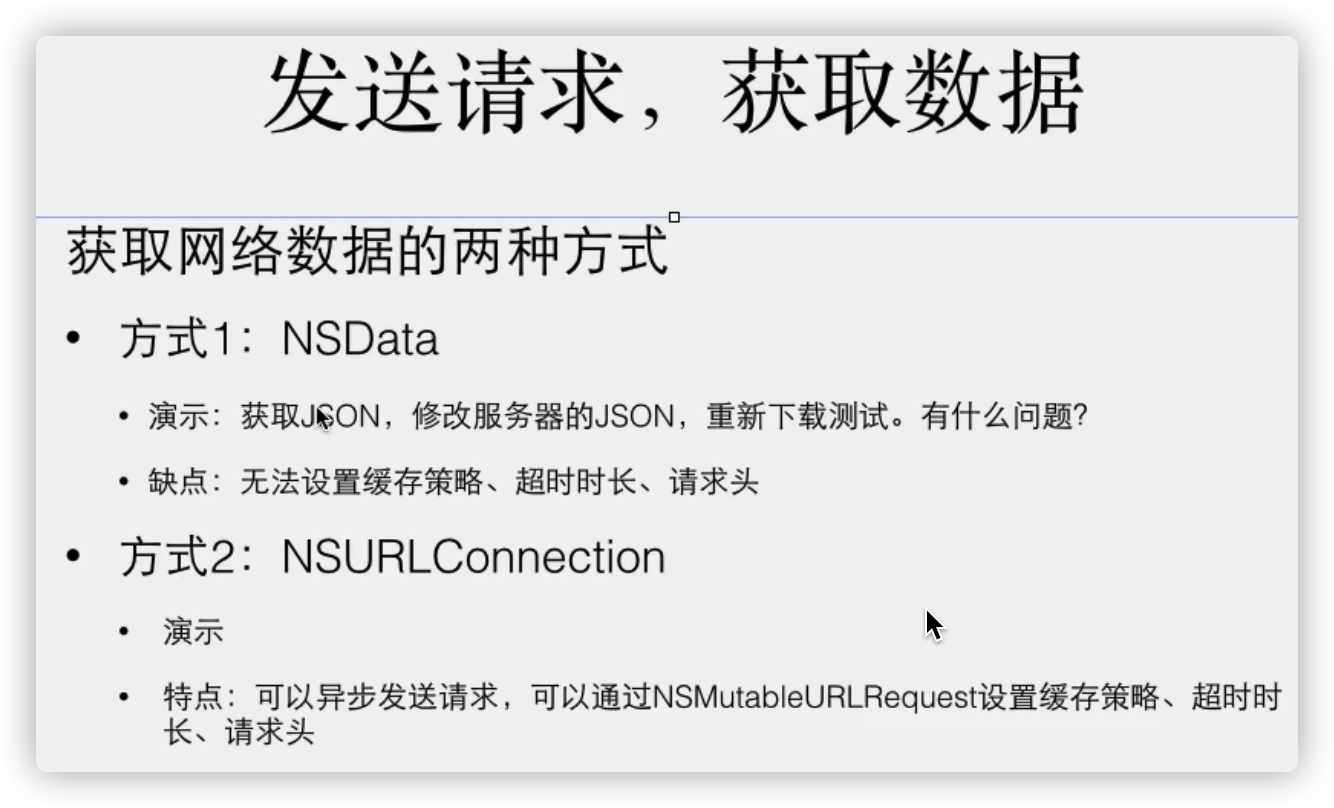 发送请求，获取数据
获取网络数据的两种方式
• 方式1：NSData
• 演示：获取JSON，修改服务器的JSON，重新下载测试。有什么问题？
• 缺点：无法设置缓存策略、超时时长、请求头
• 方式2：NSURLConnection
• 演示
• 特点：可以异步发送请求，可以通过NSMutableURLRequest设置缓存策略、超时时
长、请求头